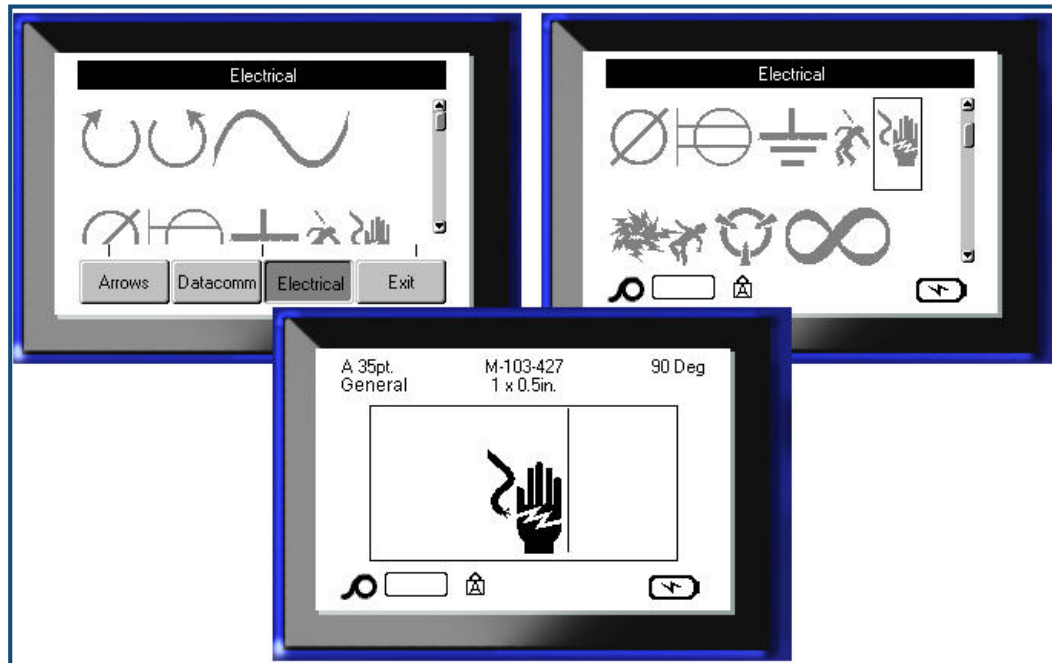 Electrical
Arrows Datacomm Electrical Exit
Electrical
A
A 35pt. M-103-427 90 Deg
General 1 x 0.5in.
A